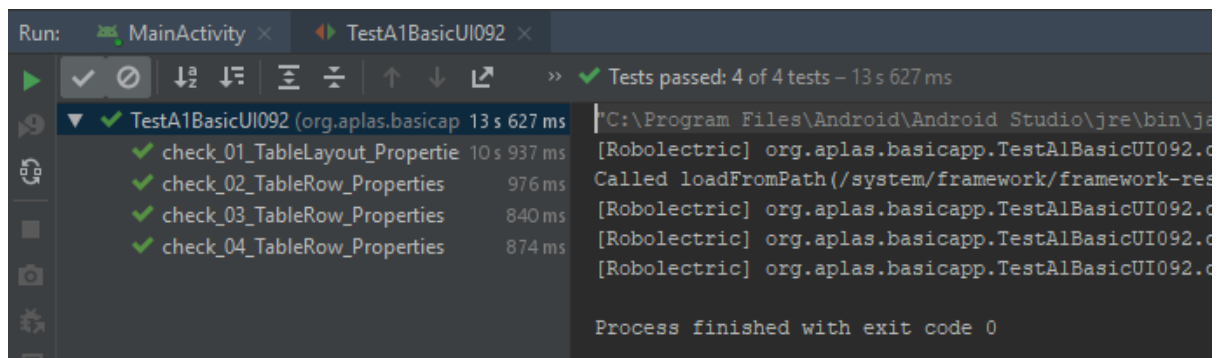 Run: MainActivity × TestA1BasicUI092 ×
» Tests passed: 4 of 4 tests – 13 s 627 ms
TestA1BasicUI092 (org.aplas.basicap 13 s 627 ms
check_01_TableLayout_Propertie 10 s 937 ms
check_02_TableRow_Properties 976 ms
check_03_TableRow_Properties 840 ms
check_04_TableRow_Properties 874 ms
"C:\Program Files\Android\Android Studio\jre\bin\ja
[Robolectric] org.aplas.basicapp.TestA1BasicUI092.c
Called loadFromPath(/system/framework/framework-res
[Robolectric] org.aplas.basicapp.TestA1BasicUI092.c
[Robolectric] org.aplas.basicapp.TestA1BasicUI092.c
[Robolectric] org.aplas.basicapp.TestA1BasicUI092.c
Process finished with exit code 0